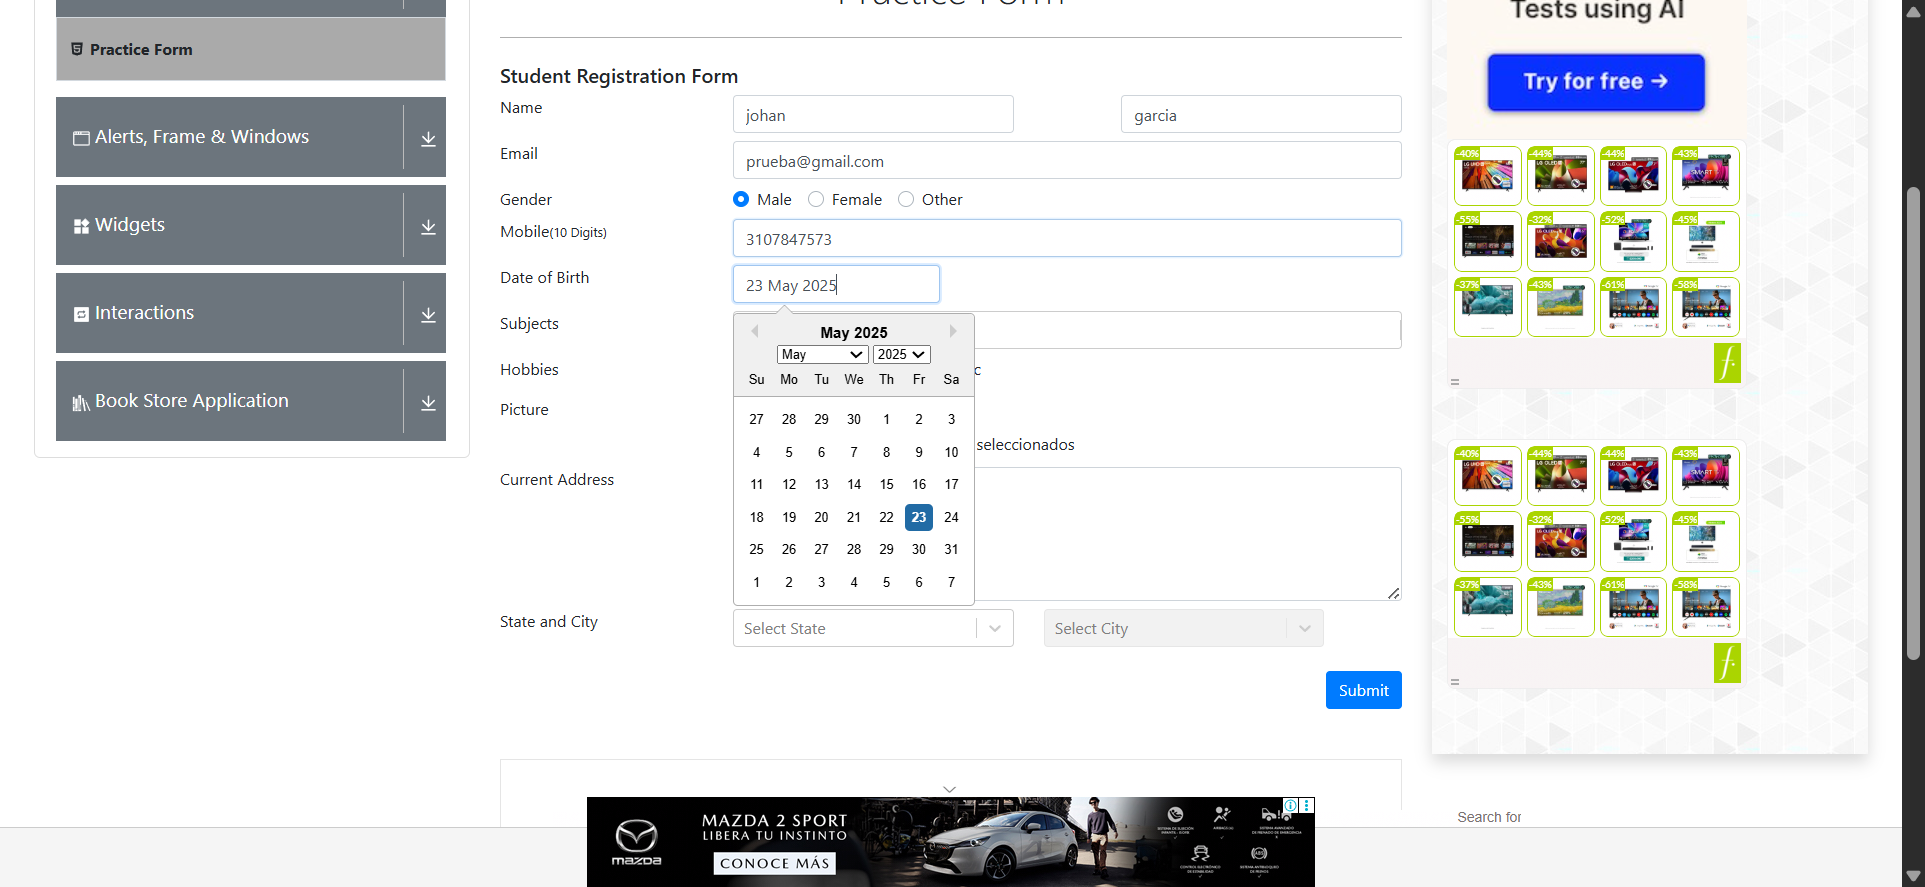 Practice Form
Practice Form
Student Registration Form
Name
johan
garcia
Email
prueba@gmail.com
Gender
Male
Female
Other
Mobile(10 Digits)
3107847573
Date of Birth
23 May 2025
Subjects
May 2025
May
2025
Su Mo Tu We Th Fr Sa
27 28 29 30 1 2 3
4 5 6 7 8 9 10
11 12 13 14 15 16 17
18 19 20 21 22 23 24
25 26 27 28 29 30 31
1 2 3 4 5 6 7
Hobbies
c
Picture
seleccionados
Current Address
State and City
Select State
Select City
Submit
Alerts, Frame & Windows
Widgets
Interactions
Book Store Application
Tests using AI
Try for free →
-40% -44% -44% -43%
-55% -32% -52% -45%
-37% -43% -61% -58%
f.
-40% -44% -44% -43%
-55% -32% -52% -45%
-37% -43% -61% -58%
f.
Search for
mazda
MAZDA 2 SPORT
LIBERA TU INSTINTO
CONOCE MÁS